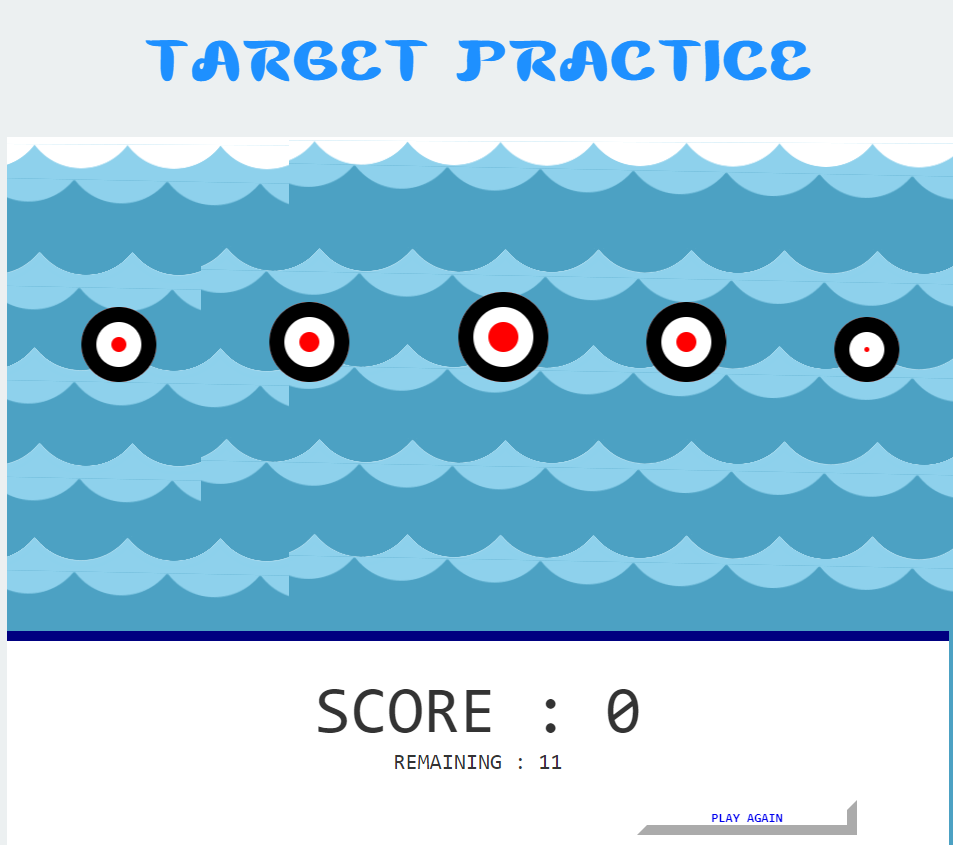 TARGET PRACTICE
SCORE : 0
REMAINING : 11
PLAY AGAIN